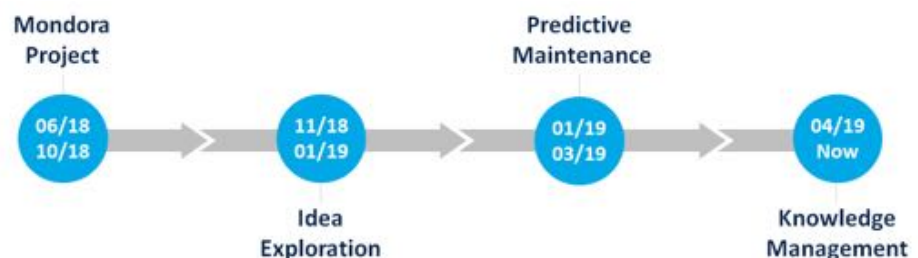 Mondora
Project
06/18
10/18
11/18
01/19
Idea
Exploration
Predictive
Maintenance
01/19
03/19
04/19
Now
Knowledge
Management